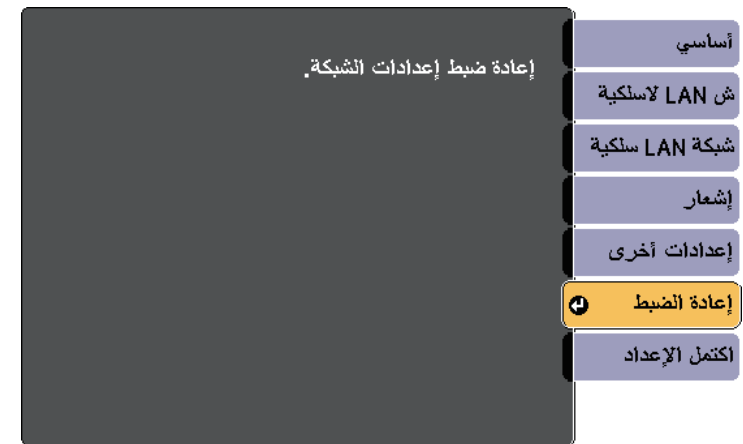 أساسي
ش LAN لاسلكية
شبكة LAN سلكية
إشعار
إعدادات أخرى
إعادة الضبط
اكتمل الإعداد
إعادة ضبط إعدادات الشبكة.